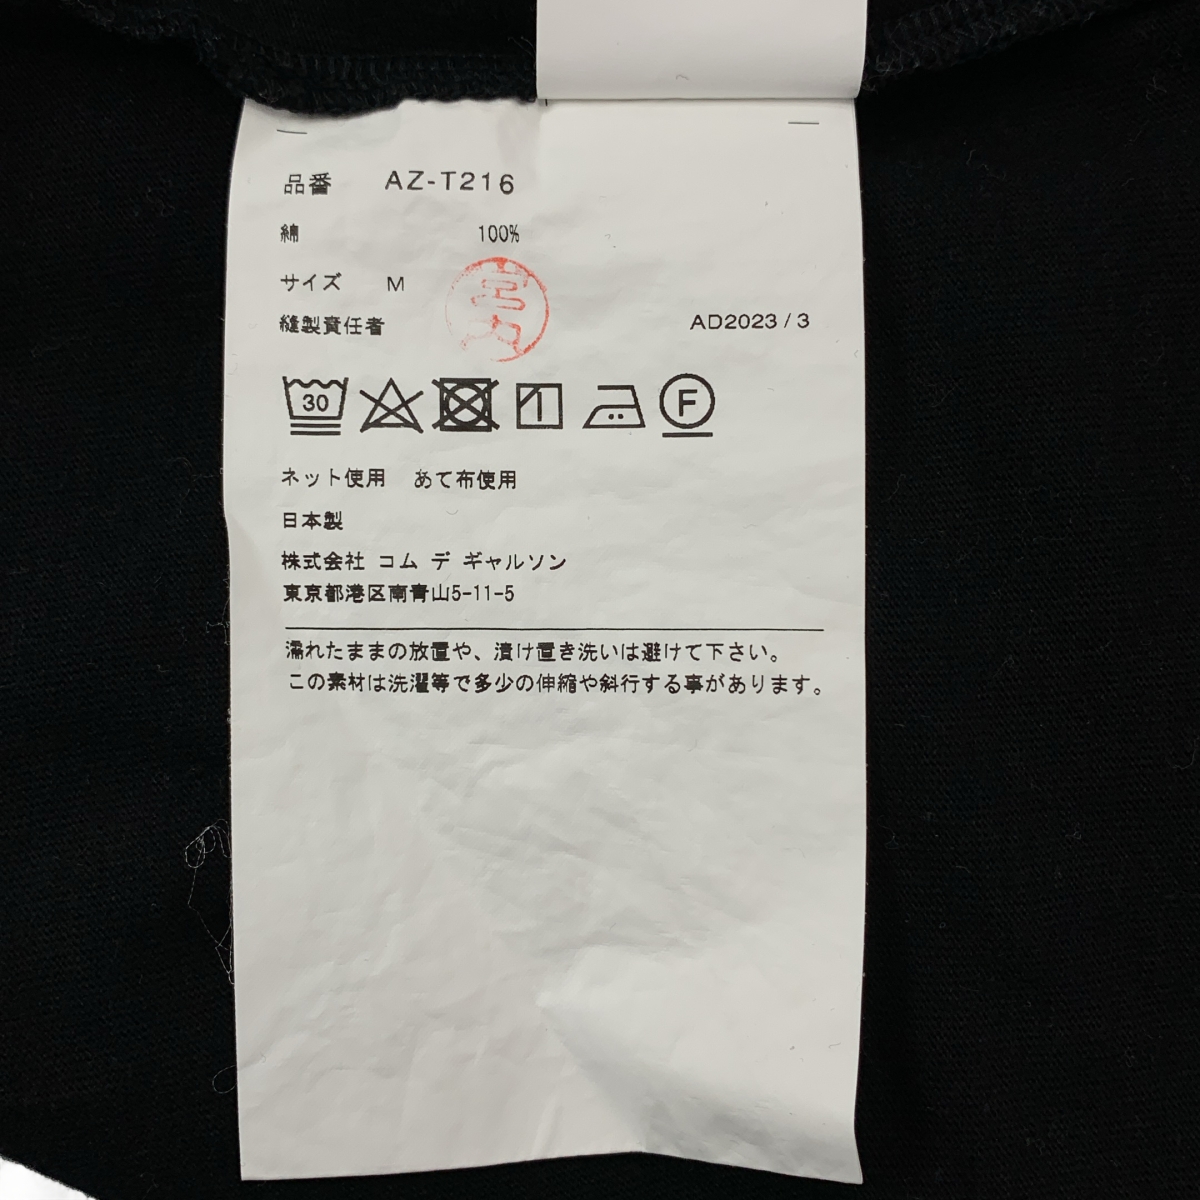 品番 AZ-T216
綿 100%
サイズ M
縫製責任者 宮内 AD2023/3
30 F
ネット使用 あて布使用
日本製
株式会社 コム デ ギャルソン
東京都港区南青山5-11-5
濡れたままの放置や、漬け置き洗いは避けて下さい。
この素材は洗濯等で多少の伸縮や斜行する事があります。